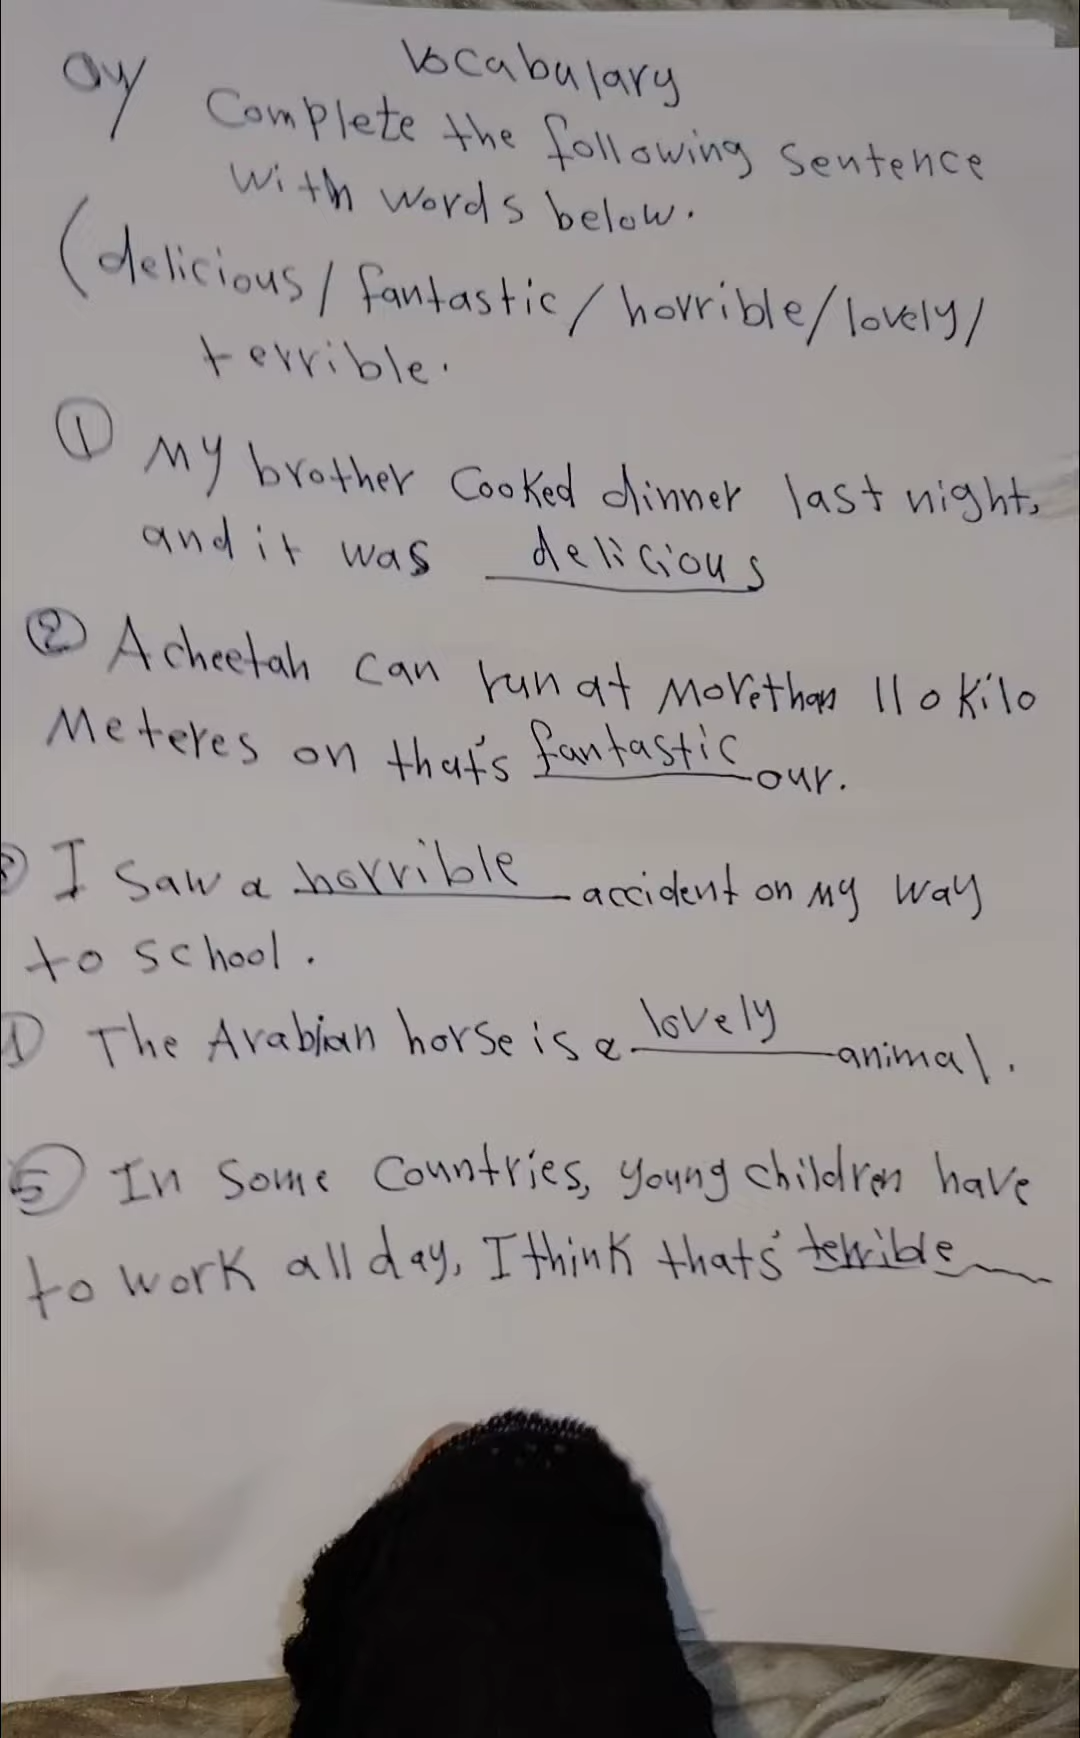 Vocabulary
Complete the following sentence
with words below.
(delicious/fantastic/horrible/lovely/
terrible.
① My brother cooked dinner last night,
and it was delicious
② A cheetah can run at More than 110 kilo
Meteres on that's fantastic our.
I saw a horrible accident on my way
to school.
The Arabian horse is a lovely animal.
⑤ In some countries, young children have
to work all day, I think thats' terrible